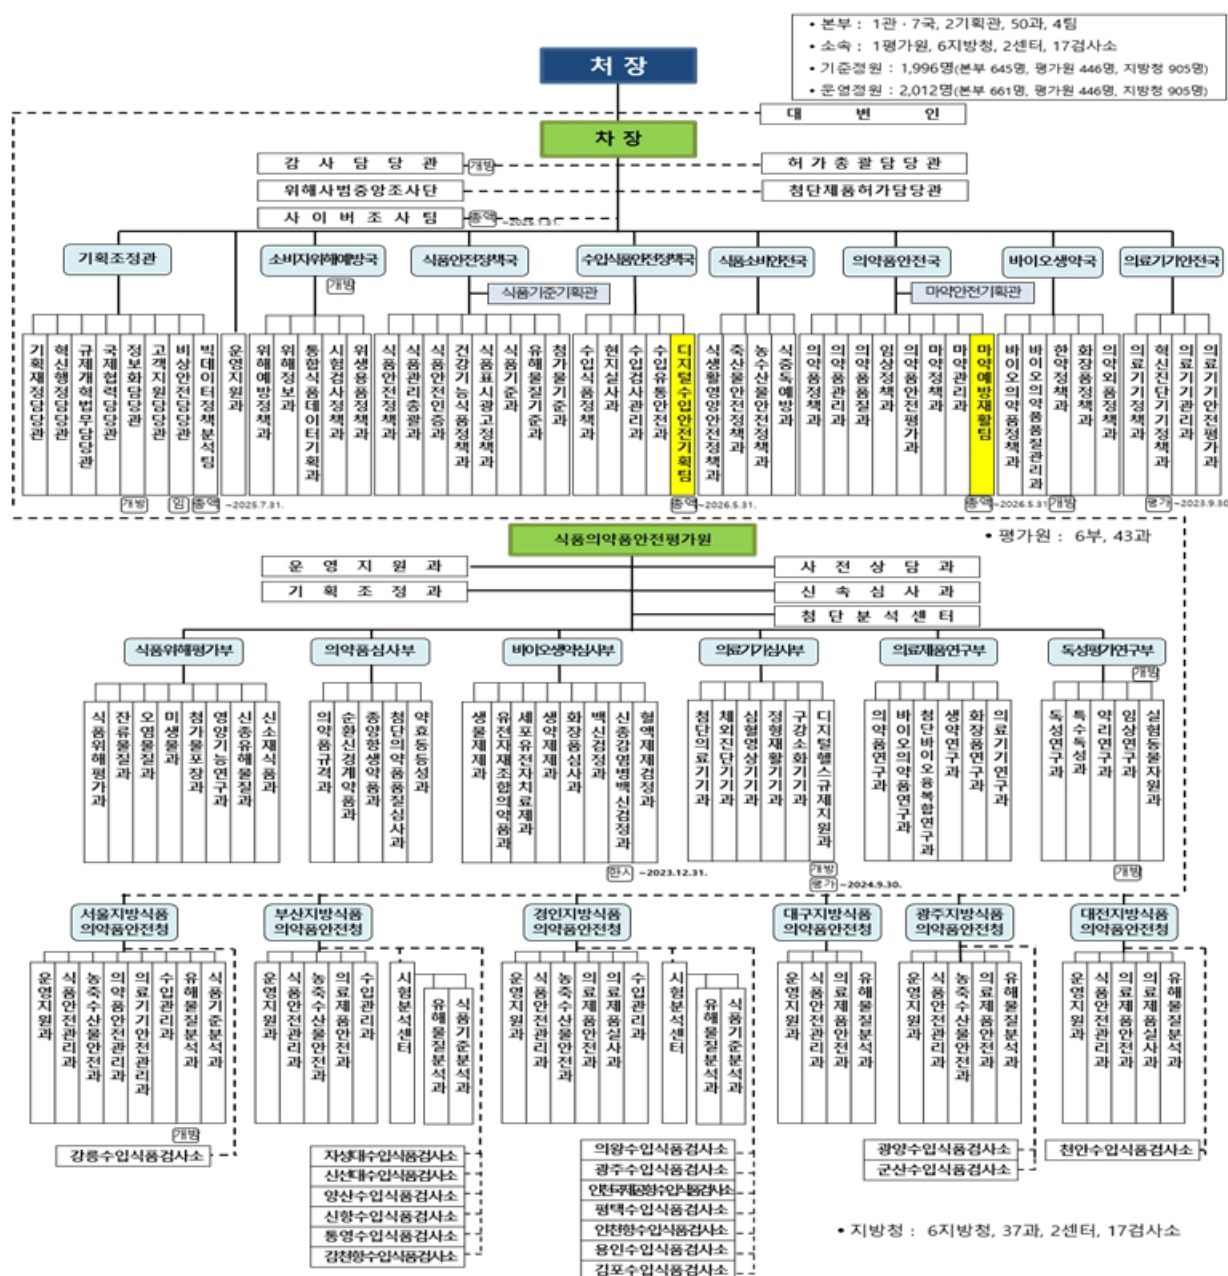 • 본부 : 1관 · 7국, 2기획관, 50과, 4팀
• 소속 : 1평가원, 6지방청, 2센터, 17검사소
• 기준정원 : 1,996명(본부 645명, 평가원 446명, 지방청 905명)
• 운영정원 : 2,012명(본부 661명, 평가원 446명, 지방청 905명)
처 장
대 변 인
차 장
감 사 담 당 관
개방
허 가 총 괄 담 당 관
위해사범중앙조사단
첨단제품허가담당관
사 이 버 조 사 팀
총액
~2025.1.31.
기획조정관
소비자위해예방국
개방
식품안전정책국
수입식품안전정책국
식품소비안전국
의약품안전국
바이오생약국
의료기기안전국
식품기준기획관
마약안전기획관
기획재정담당관
혁신행정담당관
규제개혁법무담당관
국제협력담당관
정보화담당관
고객지원담당관
비상안전담당관
빅데이터정책분석팀
운영지원과
위해예방정책과
위해정보과
통합식품데이터기획과
시험검사정책과
위생용품정책과
식품안전정책과
식품관리총괄과
식품안전인증과
건강기능식품정책과
식품표시광고정책과
식품기준과
유해물질기준과
첨가물기준과
수입식품정책과
현지실사과
수입검사관리과
수입유통안전과
디지털수입안전기획팀
식생활영양안전정책과
축산물안전정책과
농수산물안전정책과
식중독예방과
의약품정책과
의약품관리과
의약품품질과
임상정책과
의약품안전평가과
마약정책과
마약관리과
마약예방재활팀
바이오의약품정책과
바이오의약품품질관리과
한약정책과
화장품정책과
의약외품정책과
의료기기정책과
혁신진단기기정책과
의료기기관리과
의료기기안전평가과
개방
임
총액
~2025.7.31.
총액
~2026.5.31.
총액
~2026.5.31
개방
평가
~2023.9.30
식품의약품안전평가원
• 평가원 : 6부, 43과
운 영 지 원 과
사 전 상 담 과
기 획 조 정 과
신 속 심 사 과
첨 단 분 석 센 터
식품위해평가부
의약품심사부
바이오생약심사부
의료기기심사부
의료제품연구부
독성평가연구부
개방
식품위해평가과
잔류물질과
오염물질과
미생물과
첨가물포장과
영양기능연구과
신종유해물질과
신소재식품과
의약품규격과
순환신경계약품과
종양항생약품과
첨단의약품품질심사과
약효동등성과
생물제제과
유전자재조합의약품과
세포유전자치료제과
생약제제과
화장품심사과
백신검정과
신종감염병백신검정과
혈액제제검정과
첨단의료기기과
체외진단기기과
심혈영상기기과
정형재활기기과
구강소화기기과
디지털헬스규제지원과
의약품연구과
바이오의약품연구과
첨단바이오융복합연구과
생약연구과
화장품연구과
의료기기연구과
독성연구과
특수독성과
약리연구과
임상연구과
실험동물자원과
한시
~2023.12.31.
개방
평가
~2024.9.30.
개방
서울지방식품
의약품안전청
부산지방식품
의약품안전청
경인지방식품
의약품안전청
대구지방식품
의약품안전청
광주지방식품
의약품안전청
대전지방식품
의약품안전청
운영지원과
식품안전관리과
농축수산물안전과
의약품안전관리과
의료기기안전관리과
수입관리과
유해물질분석과
식품기준분석과
개방
강릉수입식품검사소
운영지원과
식품안전관리과
농축수산물안전과
의료제품안전과
수입관리과
시험분석센터
유해물질분석과
식품기준분석과
자성대수입식품검사소
신선대수입식품검사소
양산수입식품검사소
신항수입식품검사소
통영수입식품검사소
감천항수입식품검사소
운영지원과
식품안전관리과
농축수산물안전과
의료제품안전과
의료제품실사과
수입관리과
시험분석센터
유해물질분석과
식품기준분석과
의왕수입식품검사소
광주수입식품검사소
인천국제공항수입식품검사소
평택수입식품검사소
인천항수입식품검사소
용인수입식품검사소
김포수입식품검사소
운영지원과
식품안전관리과
의료제품안전과
유해물질분석과
운영지원과
식품안전관리과
농축수산물안전과
의료제품안전과
유해물질분석과
광양수입식품검사소
군산수입식품검사소
운영지원과
식품안전관리과
의료제품안전과
의료제품실사과
유해물질분석과
천안수입식품검사소
• 지방청 : 6지방청, 37과, 2센터, 17검사소